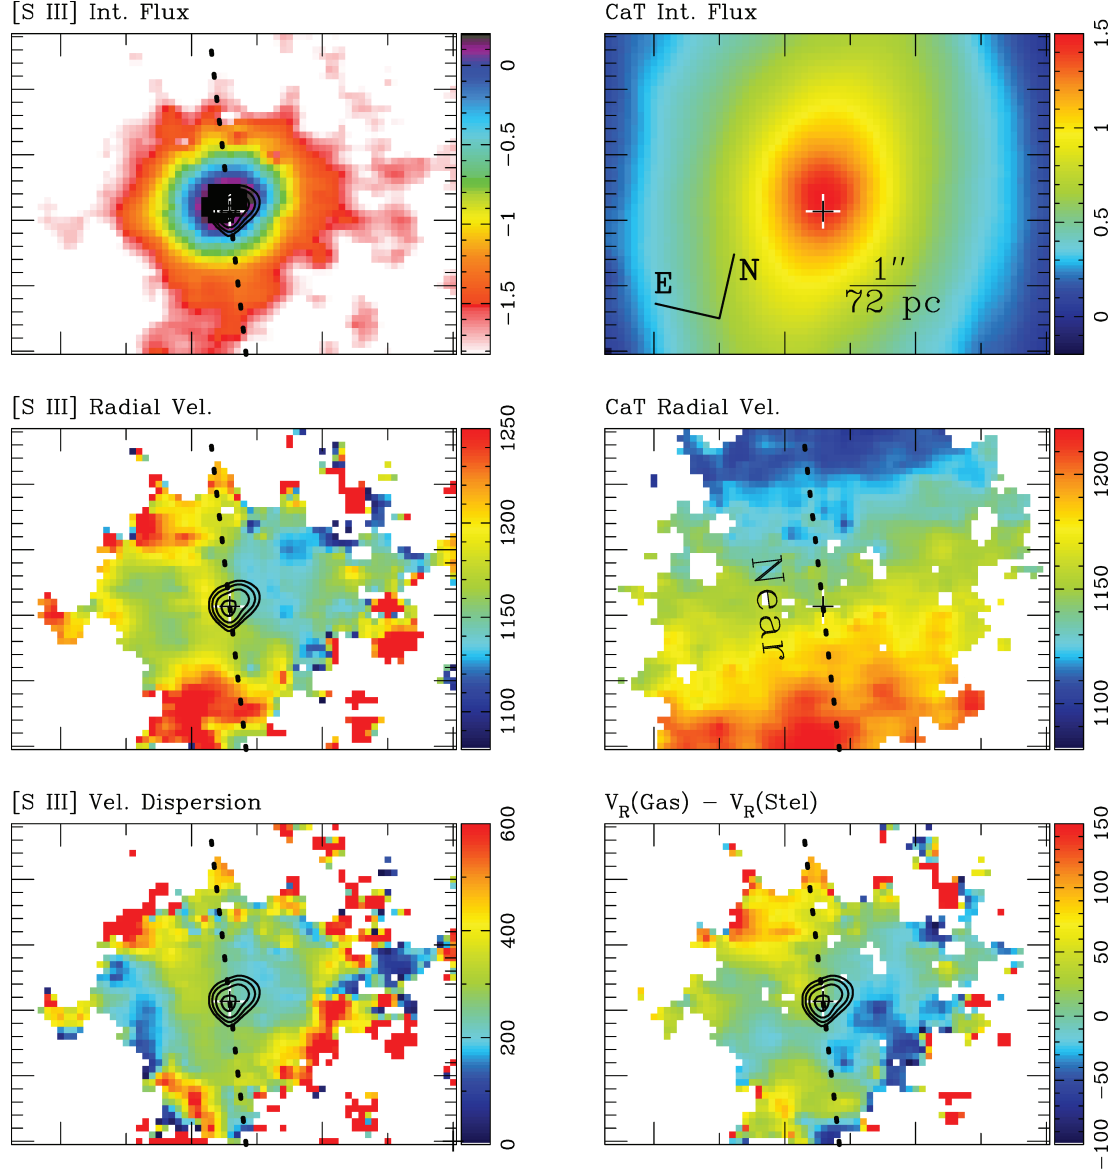 [S III] Int. Flux
CaT Int. Flux
0
−0.5
−1
−1.5
1.5
1
0.5
0
E
N
1″
72 pc
[S III] Radial Vel.
CaT Radial Vel.
1250
1200
1150
1100
1200
1150
1100
Near
[S III] Vel. Dispersion
V_R(Gas) − V_R(Stel)
600
400
200
0
150
100
50
0
−50
−100